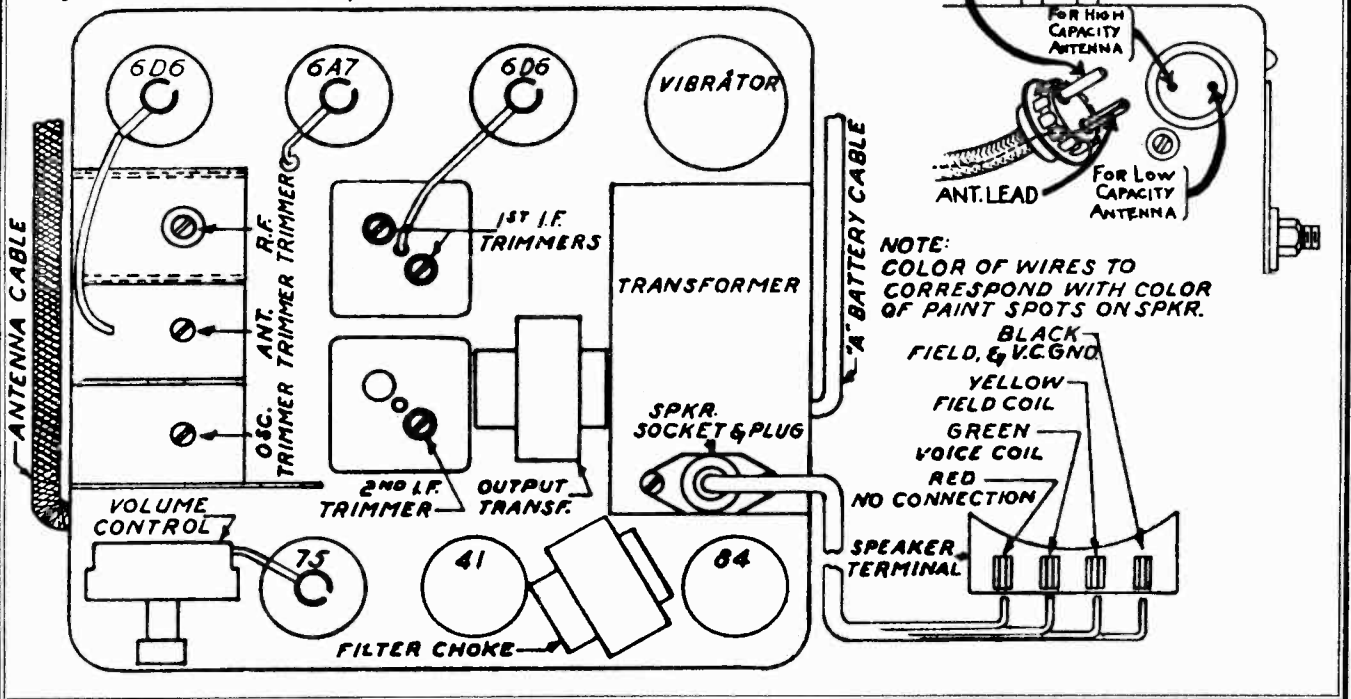 6D6
6A7
6D6
VIBRATOR
ANTENNA CABLE
R.F.
TRIMMER
ANT.
TRIMMER
OSC.
TRIMMER
1ST I.F.
TRIMMERS
TRANSFORMER
"A" BATTERY CABLE
2ND I.F.
TRIMMER
OUTPUT
TRANSF.
SPKR.
SOCKET & PLUG
VOLUME
CONTROL
75
41
84
FILTER CHOKE
FOR HIGH
CAPACITY
ANTENNA
ANT. LEAD
FOR LOW
CAPACITY
ANTENNA
NOTE:
COLOR OF WIRES TO
CORRESPOND WITH COLOR
OF PAINT SPOTS ON SPKR.
BLACK
FIELD, & V.C. GND.
YELLOW
FIELD COIL
GREEN
VOICE COIL
RED
NO CONNECTION
SPEAKER
TERMINAL